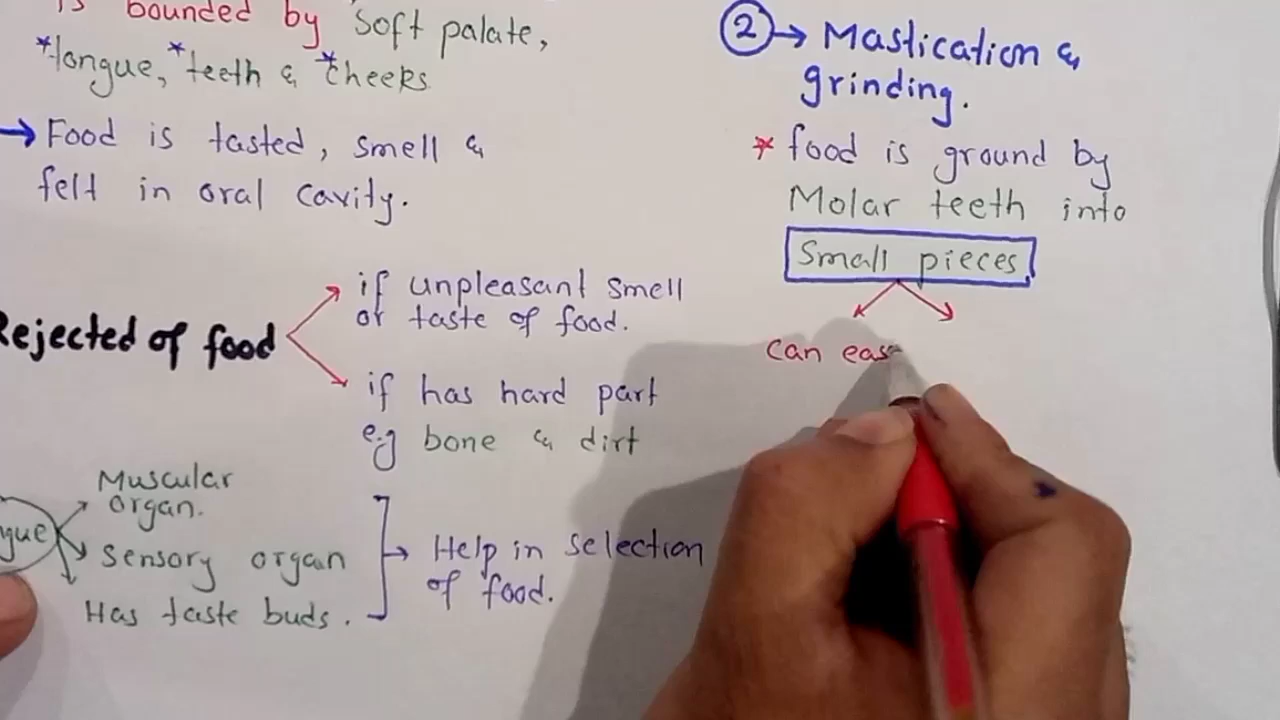 is bounded by soft palate,
*tongue, *teeth & *cheeks
→ Food is tasted, smell &
felt in oral cavity.
Rejected of food
if unpleasant smell
or taste of food.
if has hard part
e.g bone & dirt
gue
Muscular
organ.
Sensory organ
Has taste buds.
Help in selection
of food.
② → Mastication &
grinding.
* food is ground by
Molar teeth into
Small pieces
can eas